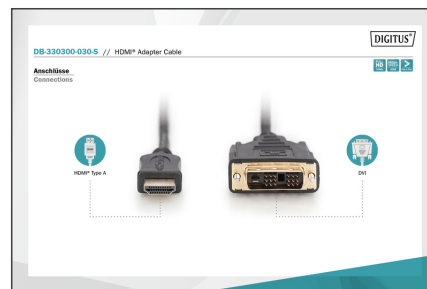 DIGITUS®
DB-330300-030-S // HDMI® Adapter Cable
Anschlüsse
Connections
HDMI® Type A
DVI